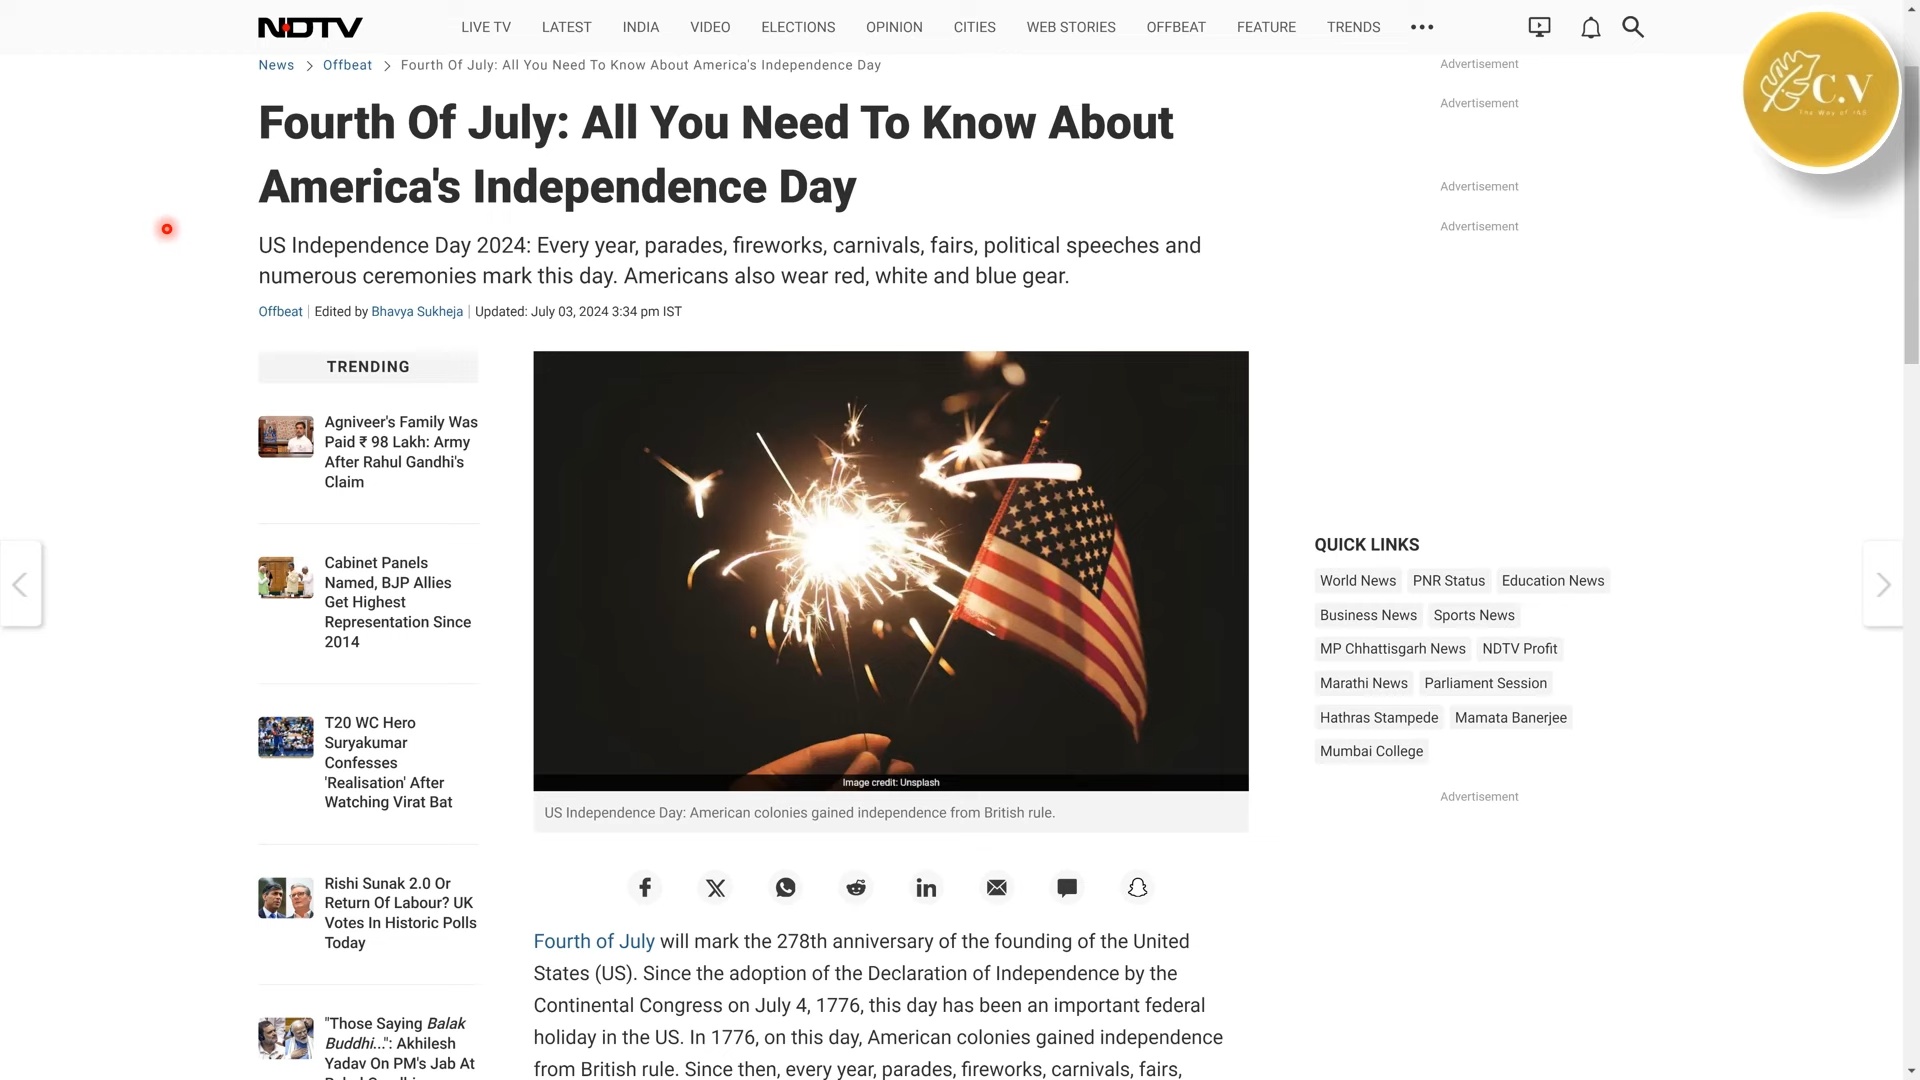 NDTV
LIVE TV LATEST INDIA VIDEO ELECTIONS OPINION CITIES WEB STORIES OFFBEAT FEATURE TRENDS
News > Offbeat > Fourth Of July: All You Need To Know About America's Independence Day
Fourth Of July: All You Need To Know About
America's Independence Day
US Independence Day 2024: Every year, parades, fireworks, carnivals, fairs, political speeches and
numerous ceremonies mark this day. Americans also wear red, white and blue gear.
Offbeat | Edited by Bhavya Sukheja | Updated: July 03, 2024 3:34 pm IST
TRENDING
Agniveer's Family Was
Paid ₹ 98 Lakh: Army
After Rahul Gandhi's
Claim
Cabinet Panels
Named, BJP Allies
Get Highest
Representation Since
2014
T20 WC Hero
Suryakumar
Confesses
'Realisation' After
Watching Virat Bat
Rishi Sunak 2.0 Or
Return Of Labour? UK
Votes In Historic Polls
Today
"Those Saying Balak
Buddhi...": Akhilesh
Yadav On PM's Jab At
Image credit: Unsplash
US Independence Day: American colonies gained independence from British rule.
Fourth of July will mark the 278th anniversary of the founding of the United
States (US). Since the adoption of the Declaration of Independence by the
Continental Congress on July 4, 1776, this day has been an important federal
holiday in the US. In 1776, on this day, American colonies gained independence
from British rule. Since then, every year, parades, fireworks, carnivals, fairs,
Advertisement
Advertisement
Advertisement
Advertisement
QUICK LINKS
World News PNR Status Education News
Business News Sports News
MP Chhattisgarh News NDTV Profit
Marathi News Parliament Session
Hathras Stampede Mamata Banerjee
Mumbai College
Advertisement
C.V
The Way of IAS